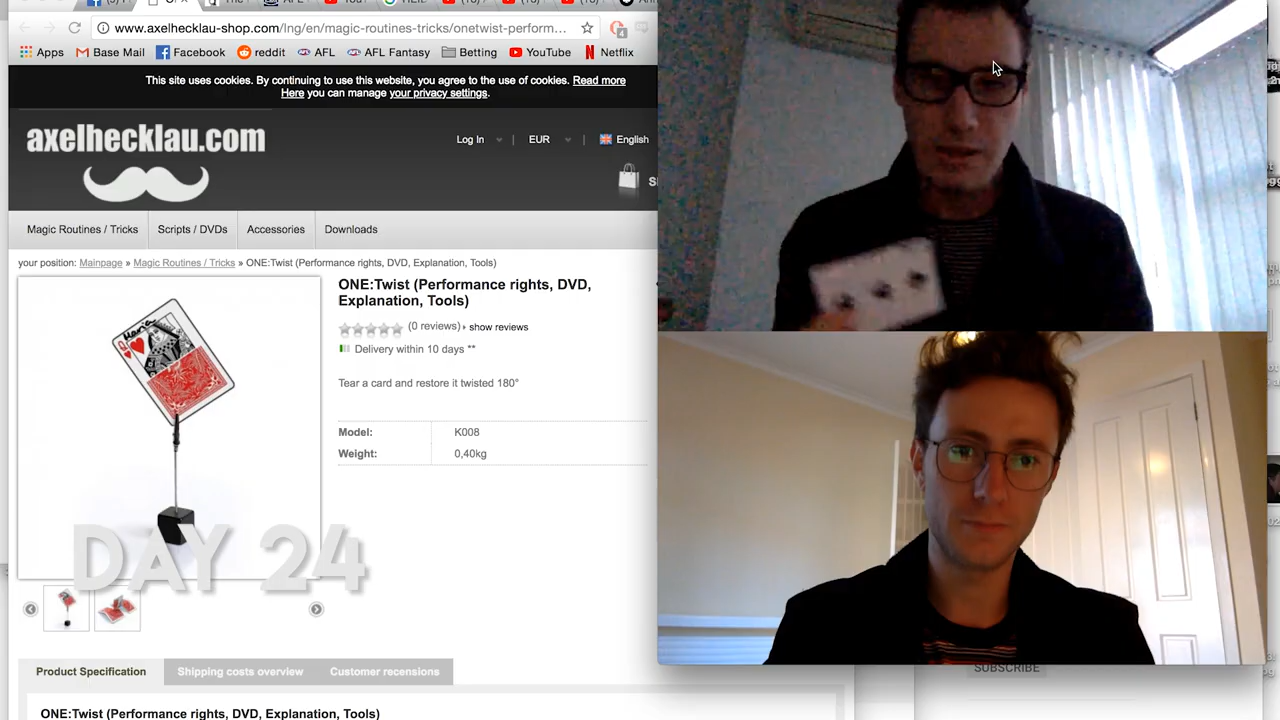 www.axelhecklau-shop.com/lng/en/magic-routines-tricks/onetwist-perform...
4
Apps Base Mail Facebook reddit AFL AFL Fantasy Betting YouTube Netflix
This site uses cookies. By continuing to use this website, you agree to the use of cookies. Read more
Here you can manage your privacy settings.
axelhecklau.com
Log In | EUR | English
Magic Routines / Tricks Scripts / DVDs Accessories Downloads
your position: Mainpage » Magic Routines / Tricks » ONE:Twist (Performance rights, DVD, Explanation, Tools)
ONE:Twist (Performance rights, DVD,
Explanation, Tools)
(0 reviews) show reviews
Delivery within 10 days **
Tear a card and restore it twisted 180°
Model: K008
Weight: 0,40kg
DAY 24
Product Specification Shipping costs overview Customer recensions
SUBSCRIBE
ONE:Twist (Performance rights, DVD, Explanation, Tools)